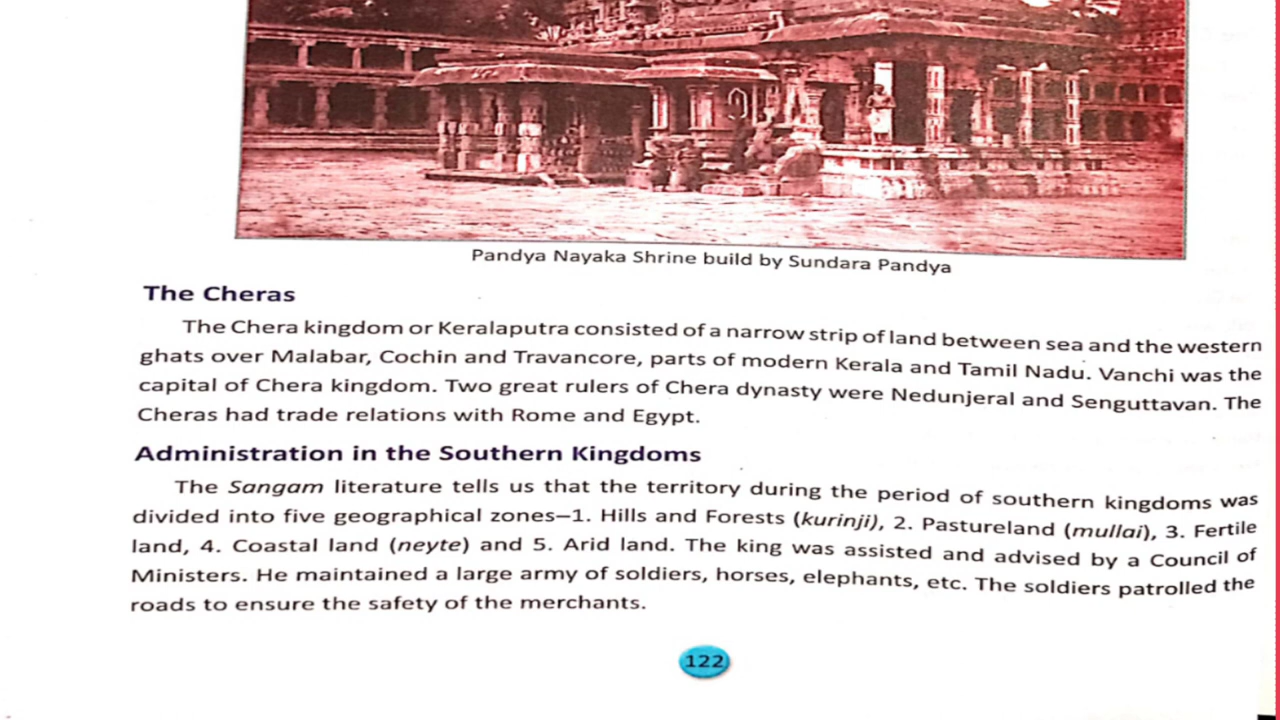 Pandya Nayaka Shrine build by Sundara Pandya
The Cheras
The Chera kingdom or Keralaputra consisted of a narrow strip of land between sea and the western
ghats over Malabar, Cochin and Travancore, parts of modern Kerala and Tamil Nadu. Vanchi was the
capital of Chera kingdom. Two great rulers of Chera dynasty were Nedunjeral and Senguttavan. The
Cheras had trade relations with Rome and Egypt.
Administration in the Southern Kingdoms
The Sangam literature tells us that the territory during the period of southern kingdoms was
divided into five geographical zones–1. Hills and Forests (kurinji), 2. Pastureland (mullai), 3. Fertile
land, 4. Coastal land (neyte) and 5. Arid land. The king was assisted and advised by a Council of
Ministers. He maintained a large army of soldiers, horses, elephants, etc. The soldiers patrolled the
roads to ensure the safety of the merchants.
122